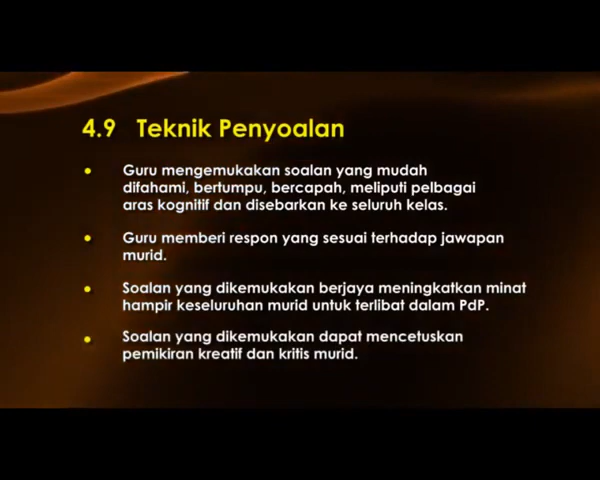 4.9 Teknik Penyoalan
• Guru mengemukakan soalan yang mudah
difahami, bertumpu, bercapah, meliputi pelbagai
aras kognitif dan disebarkan ke seluruh kelas.
• Guru memberi respon yang sesuai terhadap jawapan
murid.
• Soalan yang dikemukakan berjaya meningkatkan minat
hampir keseluruhan murid untuk terlibat dalam PdP.
• Soalan yang dikemukakan dapat mencetuskan
pemikiran kreatif dan kritis murid.